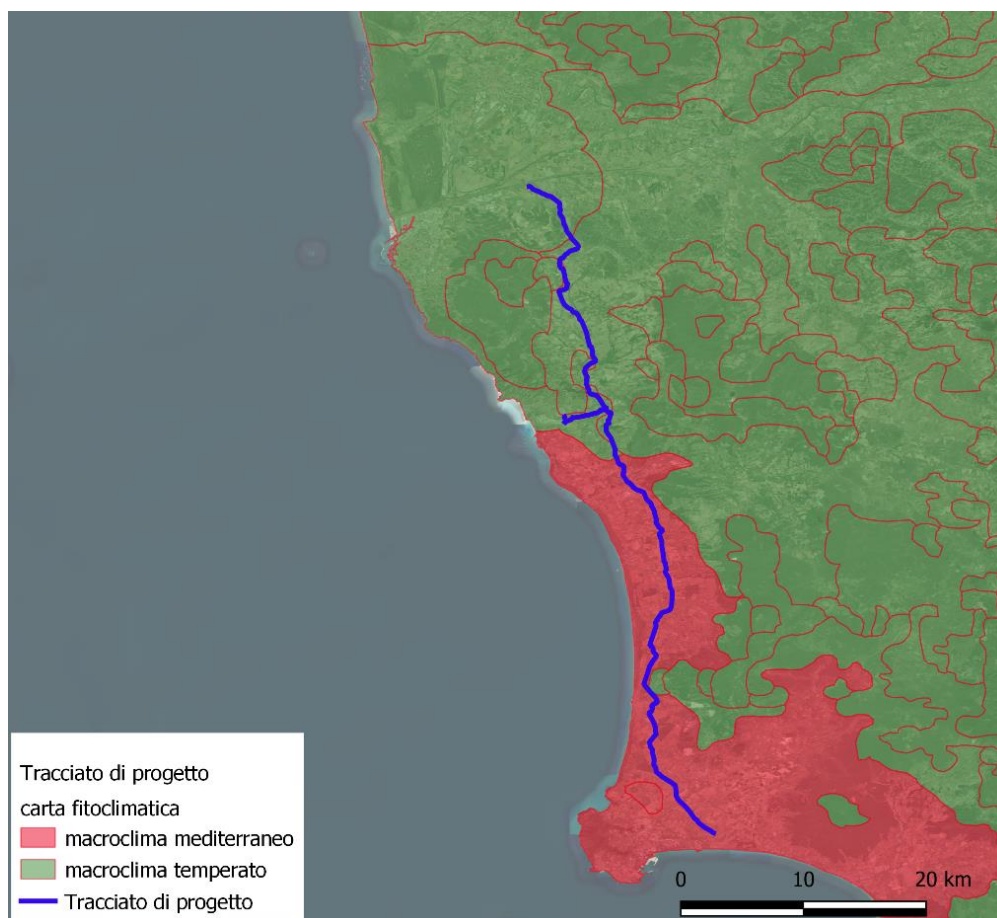 Tracciato di progetto
carta fitoclimatica
macroclima mediterraneo
macroclima temperato
Tracciato di progetto
0 10 20 km